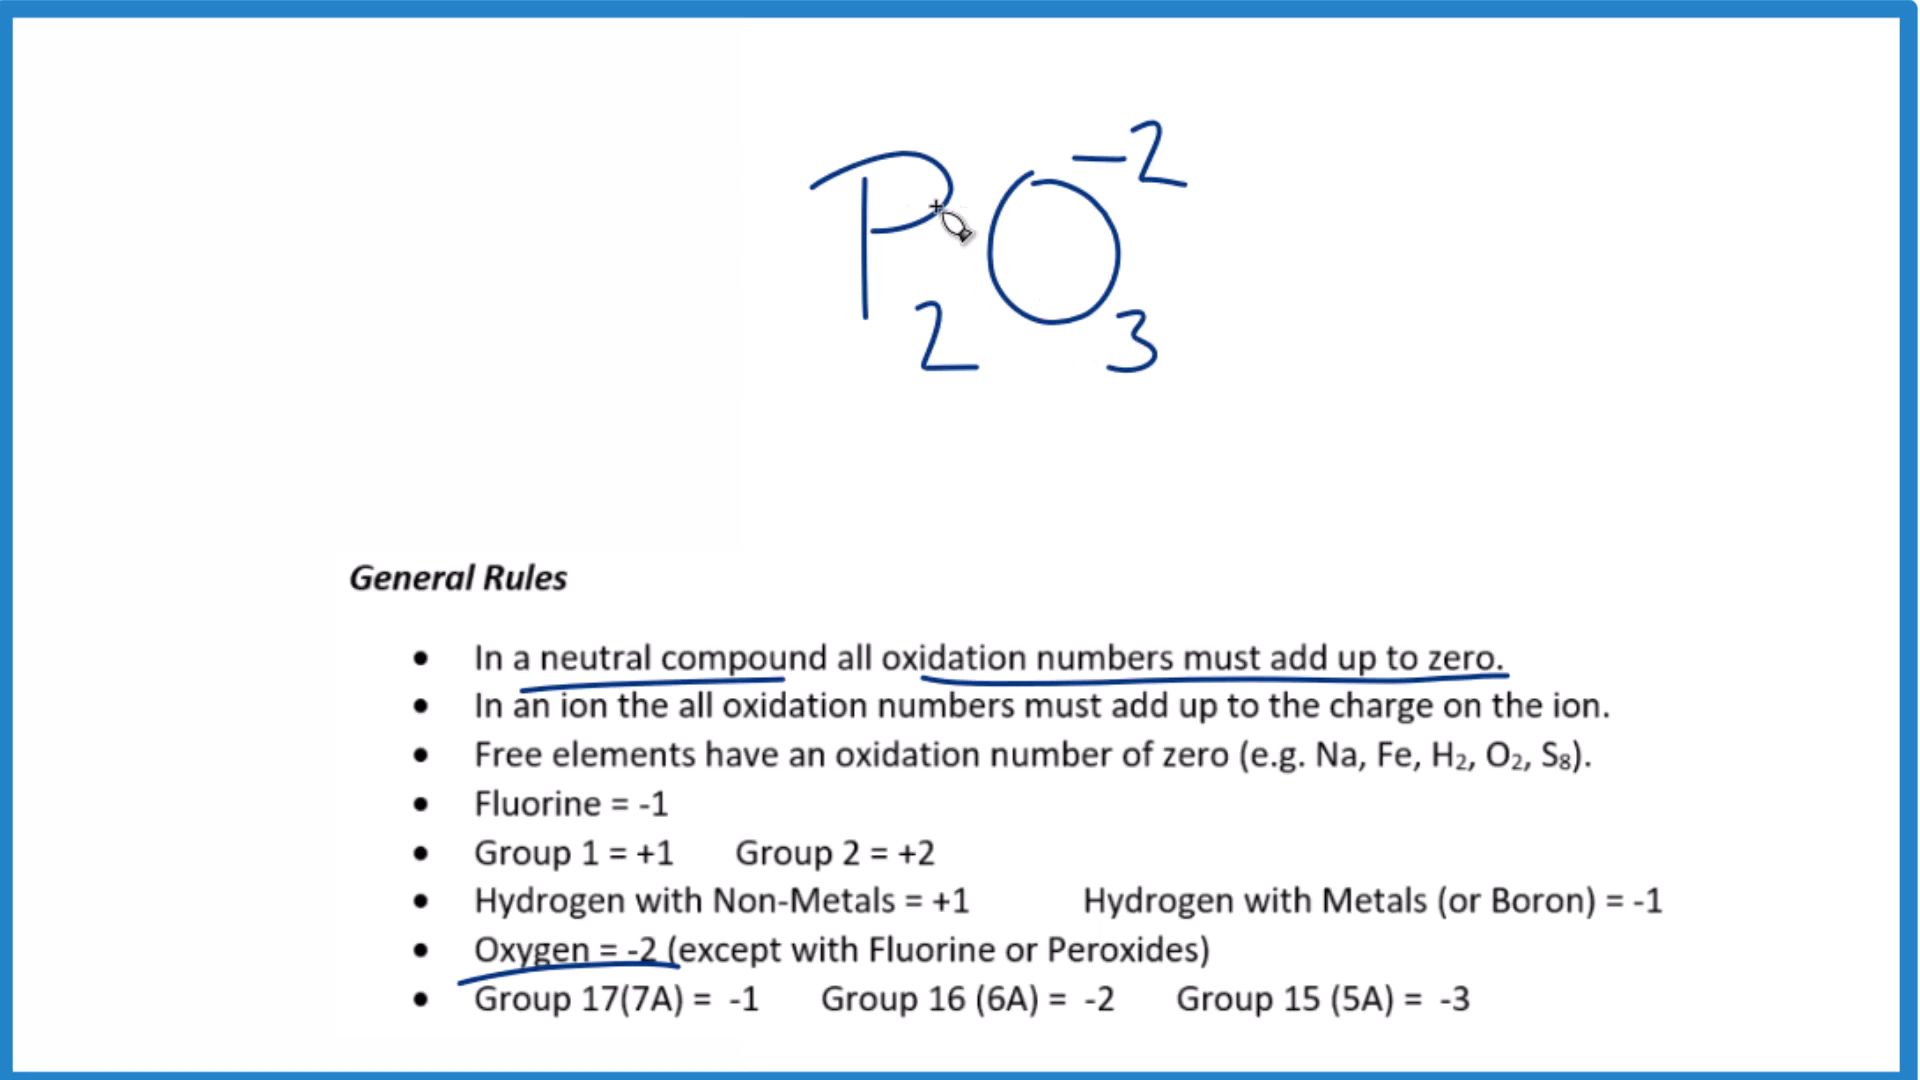 P₂O₃⁻²
General Rules
• In a neutral compound all oxidation numbers must add up to zero.
• In an ion the all oxidation numbers must add up to the charge on the ion.
• Free elements have an oxidation number of zero (e.g. Na, Fe, H₂, O₂, S₈).
• Fluorine = -1
• Group 1 = +1 Group 2 = +2
• Hydrogen with Non-Metals = +1 Hydrogen with Metals (or Boron) = -1
• Oxygen = -2 (except with Fluorine or Peroxides)
• Group 17(7A) = -1 Group 16 (6A) = -2 Group 15 (5A) = -3